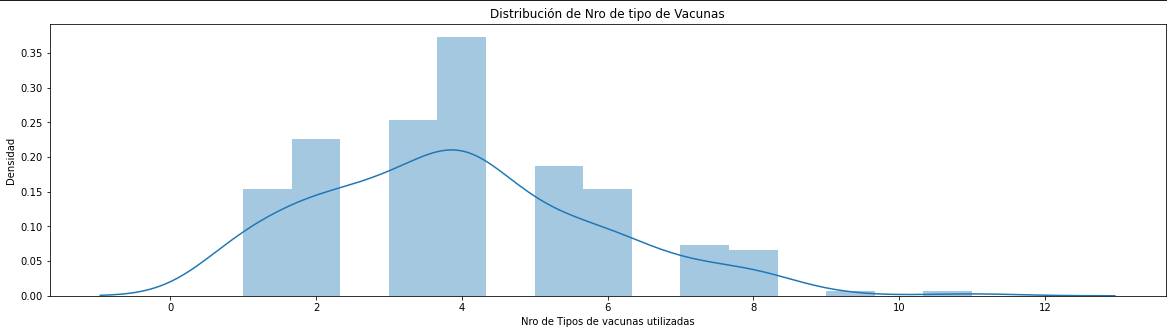 Distribución de Nro de tipo de Vacunas
Densidad
0.35
0.30
0.25
0.20
0.15
0.10
0.05
0.00
0 2 4 6 8 10 12
Nro de Tipos de vacunas utilizadas